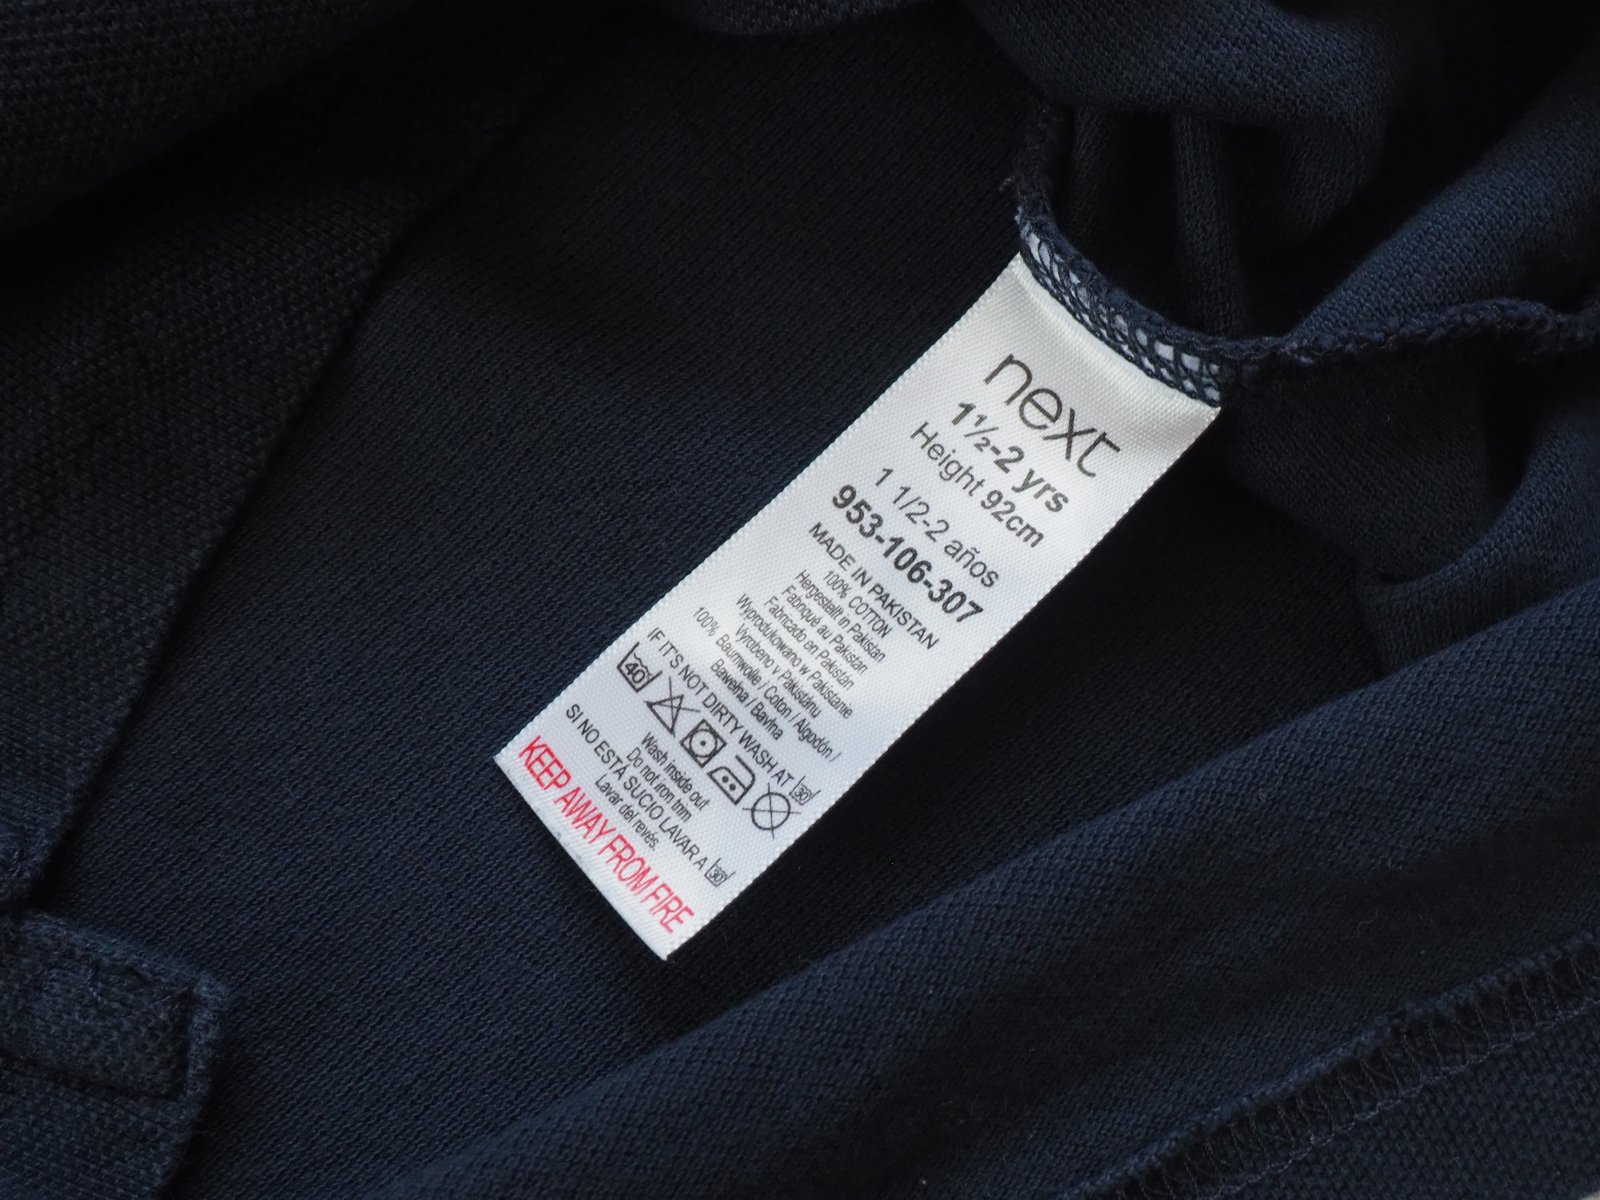 next
1½-2 yrs
Height 92cm
1 1/2-2 años
953-106-307
MADE IN PAKISTAN
100% COTTON
Hergestellt in Pakistan
Fabriqué au Pakistan
Fabricado en Pakistán
Wyprodukowano w Pakistanie
Vyrobeno v Pakistánu
100% Baumwolle / Coton / Algodón /
Bawełna / Bavlna
IF IT'S NOT DIRTY WASH AT 30
40
Wash inside out
Do not iron trim.
SI NO ESTÁ SUCIO LAVAR A 30
Lavar del revés.
KEEP AWAY FROM FIRE